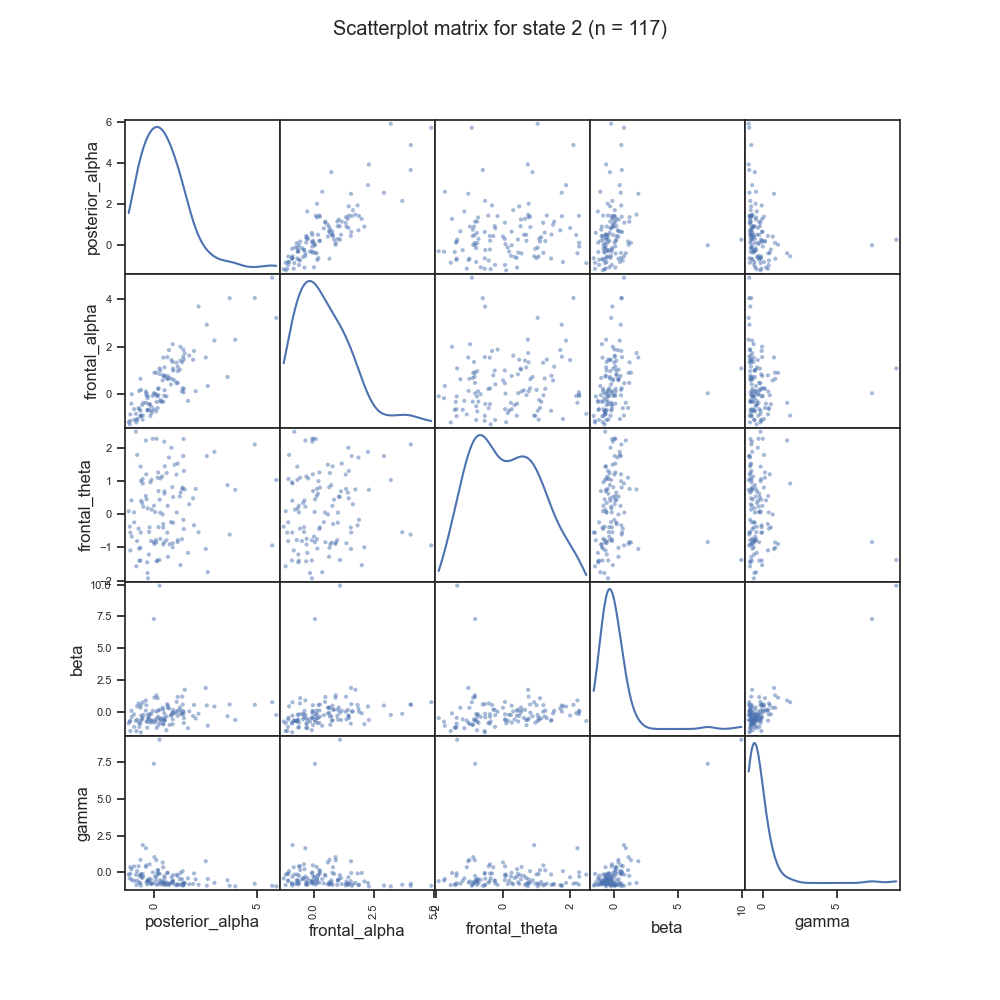 Scatterplot matrix for state 2 (n = 117)
posterior_alpha
6
4
2
0
frontal_alpha
4
2
0
frontal_theta
2
1
0
−1
beta
10.0
7.5
5.0
2.5
0.0
gamma
7.5
5.0
2.5
0.0
0 5
0.0 2.5 5.0
0 2
0 5 10
0 5
posterior_alpha frontal_alpha frontal_theta beta gamma